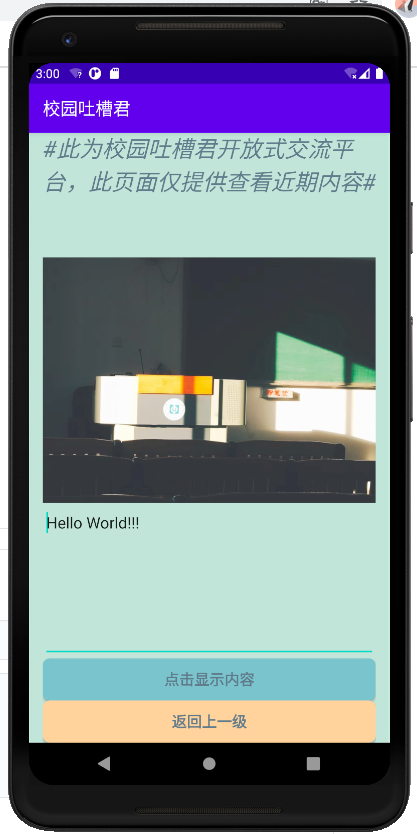 3:00
校园吐槽君
#此为校园吐槽君开放式交流平
台，此页面仅提供查看近期内容#
Hello World!!!
点击显示内容
返回上一级